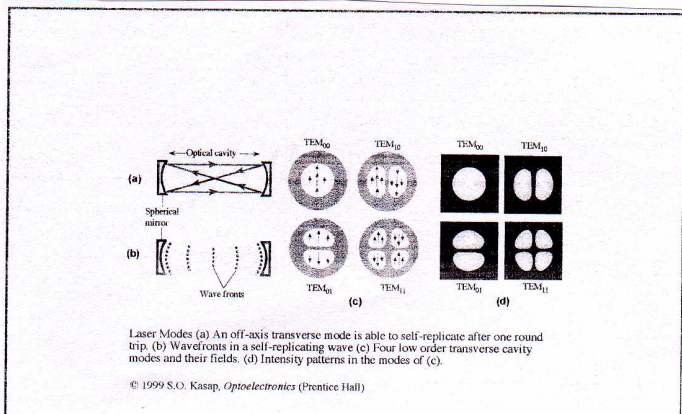 TEM₀₀
TEM₁₀
TEM₀₀
TEM₁₀
Optical cavity
(a)
Spherical
mirror
(b)
Wave fronts
TEM₀₁
TEM₁₁
TEM₀₁
TEM₁₁
(c)
(d)
Laser Modes (a) An off-axis transverse mode is able to self-replicate after one round
trip. (b) Wavefronts in a self-replicating wave (c) Four low order transverse cavity
modes and their fields. (d) Intensity patterns in the modes of (c).
© 1999 S.O. Kasap, Optoelectronics (Prentice Hall)